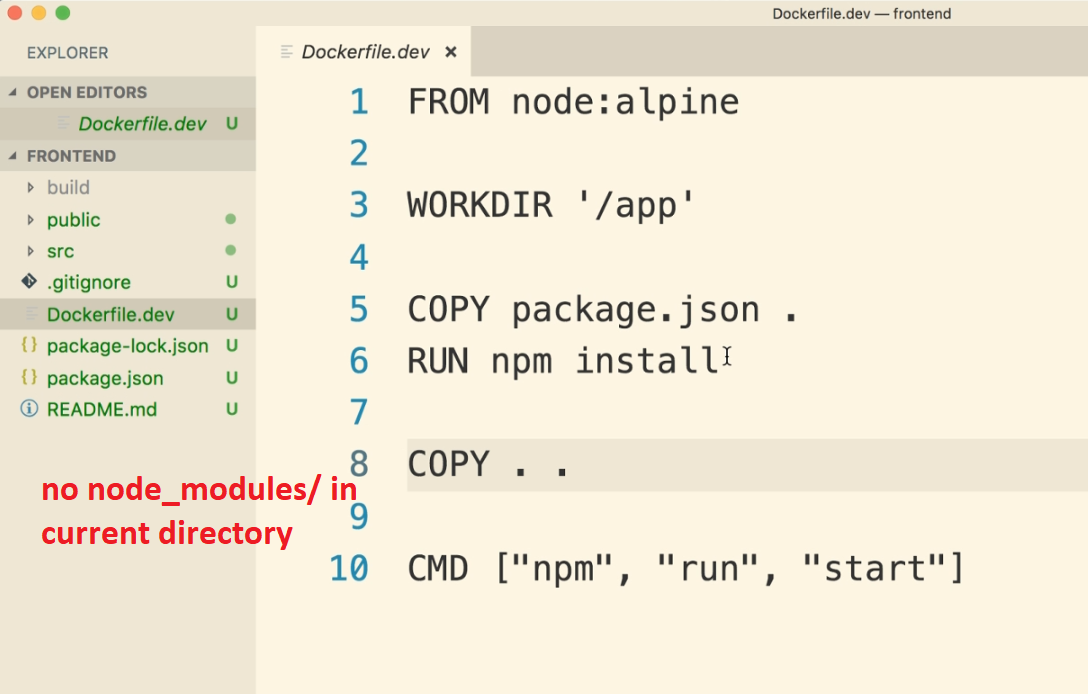 Dockerfile.dev — frontend
EXPLORER
OPEN EDITORS
Dockerfile.dev U
FRONTEND
build
public
src
.gitignore U
Dockerfile.dev U
{} package-lock.json U
{} package.json U
README.md U
no node_modules/ in
current directory
Dockerfile.dev ×
1 FROM node:alpine
2
3 WORKDIR '/app'
4
5 COPY package.json .
6 RUN npm install
7
8 COPY . .
9
10 CMD ["npm", "run", "start"]